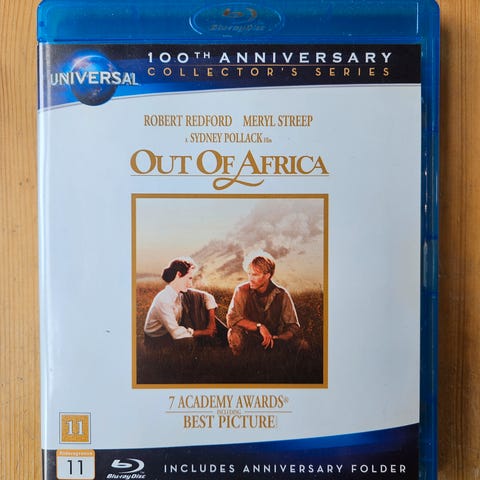 Blu-ray Disc
UNIVERSAL
100TH ANNIVERSARY
COLLECTOR'S SERIES
ROBERT REDFORD MERYL STREEP
A SYDNEY POLLACK Film
OUT OF AFRICA
7 ACADEMY AWARDS®
INCLUDING
BEST PICTURE
11
11
Blu-ray Disc
INCLUDES ANNIVERSARY FOLDER